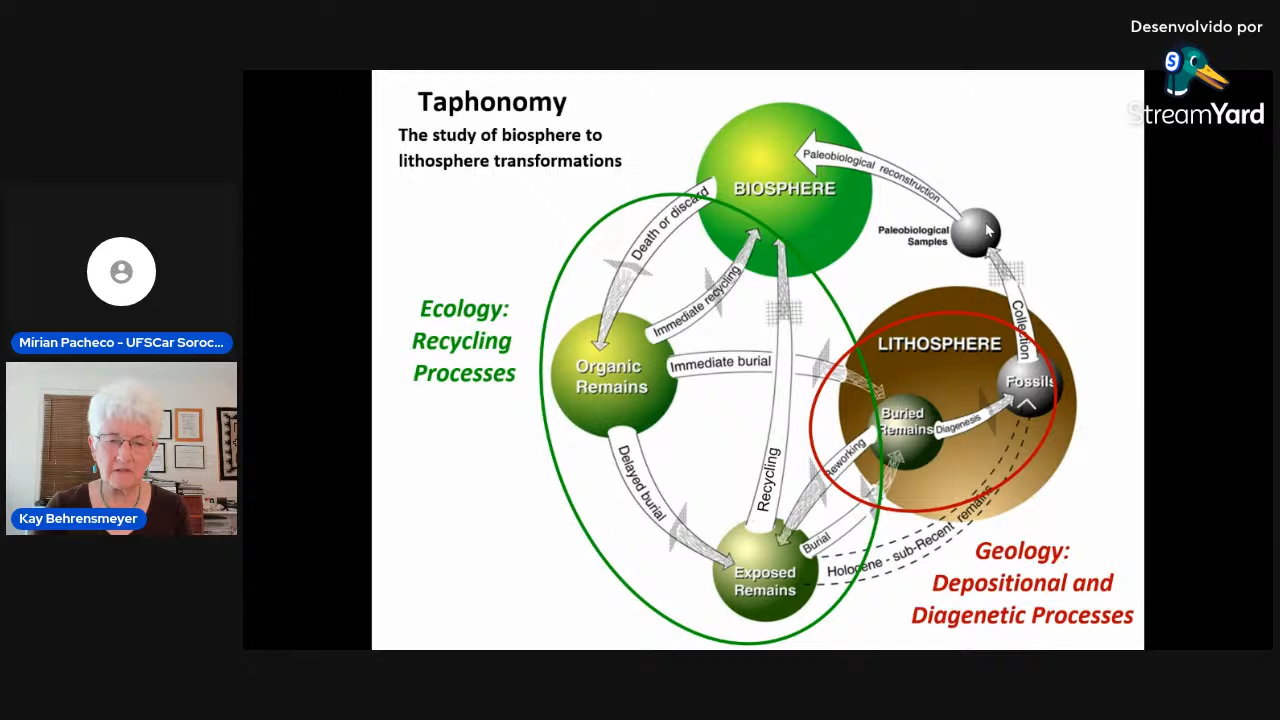 Desenvolvido por
StreamYard
Taphonomy
The study of biosphere to
lithosphere transformations
BIOSPHERE
Paleobiological reconstruction
Paleobiological
Samples
Death or discard
Immediate recycling
Ecology:
Recycling
Processes
Organic
Remains
Immediate burial
LITHOSPHERE
Collection
Fossils
Buried
Remains
Diagenesis
Reworking
Delayed burial
Recycling
Burial
Holocene - sub-Recent remains
Exposed
Remains
Geology:
Depositional and
Diagenetic Processes
Mírian Pacheco - UFSCar Soroc...
Kay Behrensmeyer